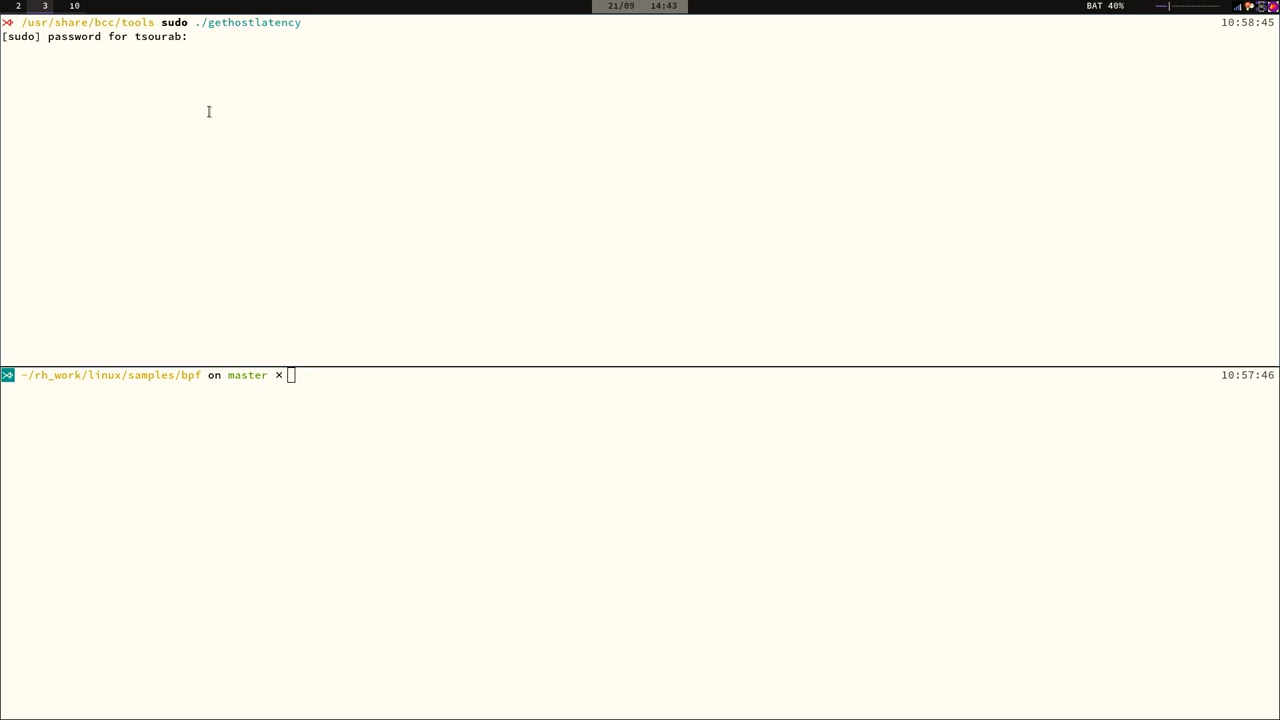 2 3 10 21/09 14:43 BAT 40%
/usr/share/bcc/tools sudo ./gethostlatency 10:58:45
[sudo] password for tsourab:
~/rh_work/linux/samples/bpf on master × 10:57:46